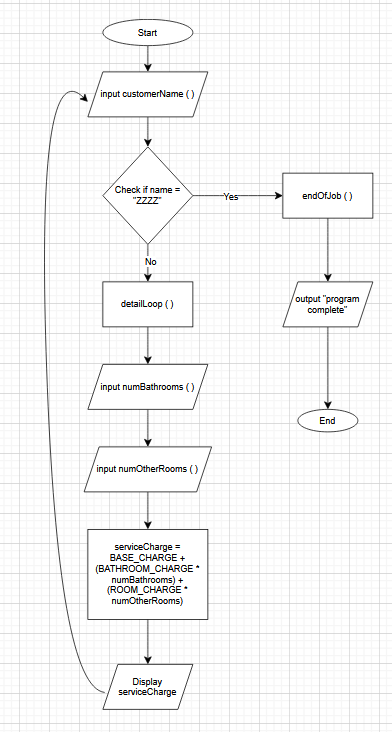 Start
input customerName ( )
Check if name =
"ZZZZ"
Yes
endOfJob ( )
No
detailLoop ( )
output "program
complete"
input numBathrooms ( )
End
input numOtherRooms ( )
serviceCharge =
BASE_CHARGE +
(BATHROOM_CHARGE *
numBathrooms) +
(ROOM_CHARGE *
numOtherRooms)
Display
serviceCharge